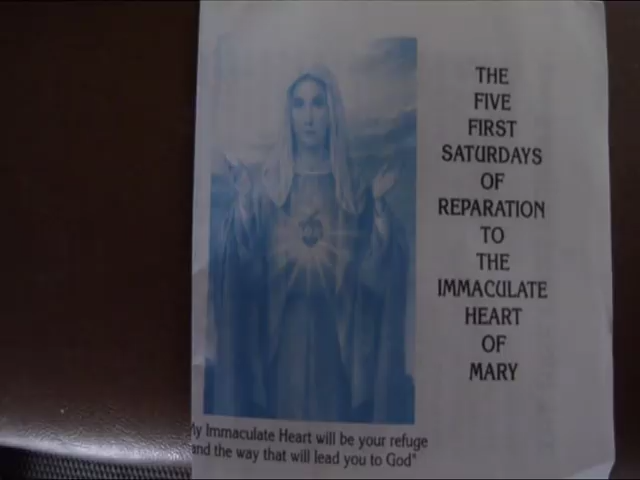 THE
FIVE
FIRST
SATURDAYS
OF
REPARATION
TO
THE
IMMACULATE
HEART
OF
MARY
My Immaculate Heart will be your refuge
and the way that will lead you to God"